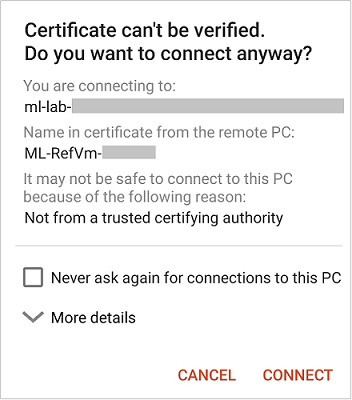 Certificate can't be verified.
Do you want to connect anyway?
You are connecting to:
ml-lab-
Name in certificate from the remote PC:
ML-RefVm-
It may not be safe to connect to this PC
because of the following reason:
Not from a trusted certifying authority
Never ask again for connections to this PC
More details
CANCEL CONNECT